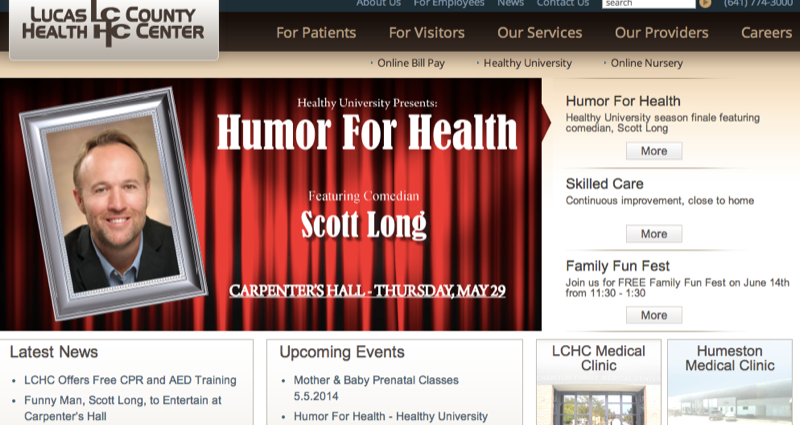 About Us For Employees News Contact Us search (641) 774-3000
LUCAS LC COUNTY
HEALTH HC CENTER
For Patients For Visitors Our Services Our Providers Careers
Online Bill Pay Healthy University Online Nursery
Healthy University Presents:
Humor For Health
Featuring Comedian
Scott Long
CARPENTER'S HALL - THURSDAY, MAY 29
Humor For Health
Healthy University season finale featuring
comedian, Scott Long
More
Skilled Care
Continuous improvement, close to home
More
Family Fun Fest
Join us for FREE Family Fun Fest on June 14th
from 11:30 - 1:30
More
Latest News
• LCHC Offers Free CPR and AED Training
• Funny Man, Scott Long, to Entertain at
Carpenter's Hall
Upcoming Events
• Mother & Baby Prenatal Classes
5.5.2014
• Humor For Health - Healthy University
LCHC Medical
Clinic
Humeston
Medical Clinic